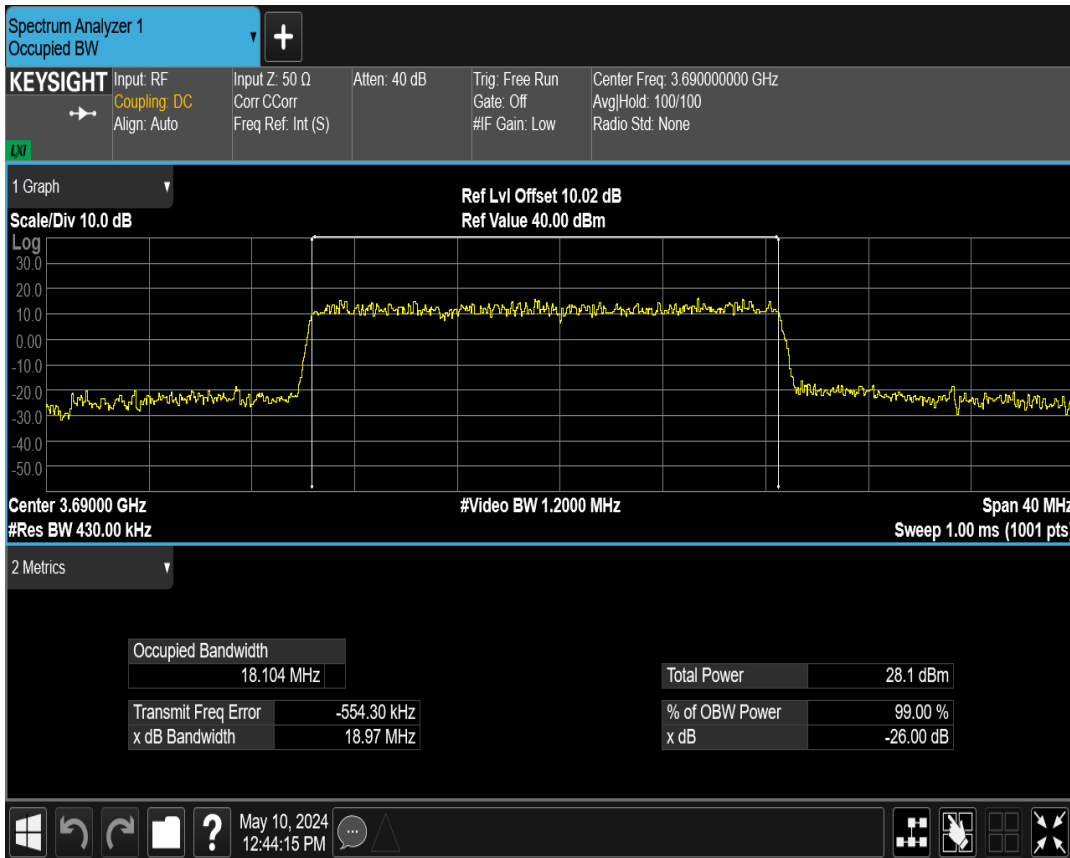 Spectrum Analyzer 1
Occupied BW
+
KEYSIGHT
LXI
Input: RF
Coupling: DC
Align: Auto
Input Z: 50 Ω
Corr CCorr
Freq Ref: Int (S)
Atten: 40 dB
Trig: Free Run
Gate: Off
#IF Gain: Low
Center Freq: 3.690000000 GHz
Avg|Hold: 100/100
Radio Std: None
1 Graph
Scale/Div 10.0 dB
Ref Lvl Offset 10.02 dB
Ref Value 40.00 dBm
Log
30.0
20.0
10.0
0.00
-10.0
-20.0
-30.0
-40.0
-50.0
Center 3.69000 GHz
#Res BW 430.00 kHz
#Video BW 1.2000 MHz
Span 40 MHz
Sweep 1.00 ms (1001 pts)
2 Metrics
Occupied Bandwidth
18.104 MHz
Transmit Freq Error -554.30 kHz
x dB Bandwidth 18.97 MHz
Total Power 28.1 dBm
% of OBW Power 99.00 %
x dB -26.00 dB
?
May 10, 2024
12:44:15 PM